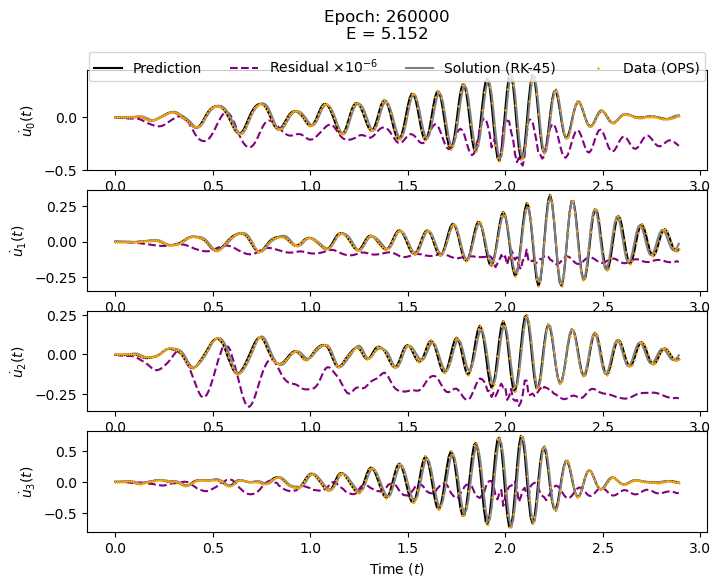 Epoch: 260000
E = 5.152
Prediction Residual ×10⁻⁶ Solution (RK-45) Data (OPS)
0.0
−0.5
u̇₀(t)
0.0 0.5 1.0 1.5 2.0 2.5 3.0
0.25
0.00
−0.25
u̇₁(t)
0.0 0.5 1.0 1.5 2.0 2.5 3.0
0.25
0.00
−0.25
u̇₂(t)
0.0 0.5 1.0 1.5 2.0 2.5 3.0
0.5
0.0
−0.5
u̇₃(t)
0.0 0.5 1.0 1.5 2.0 2.5 3.0
Time (t)